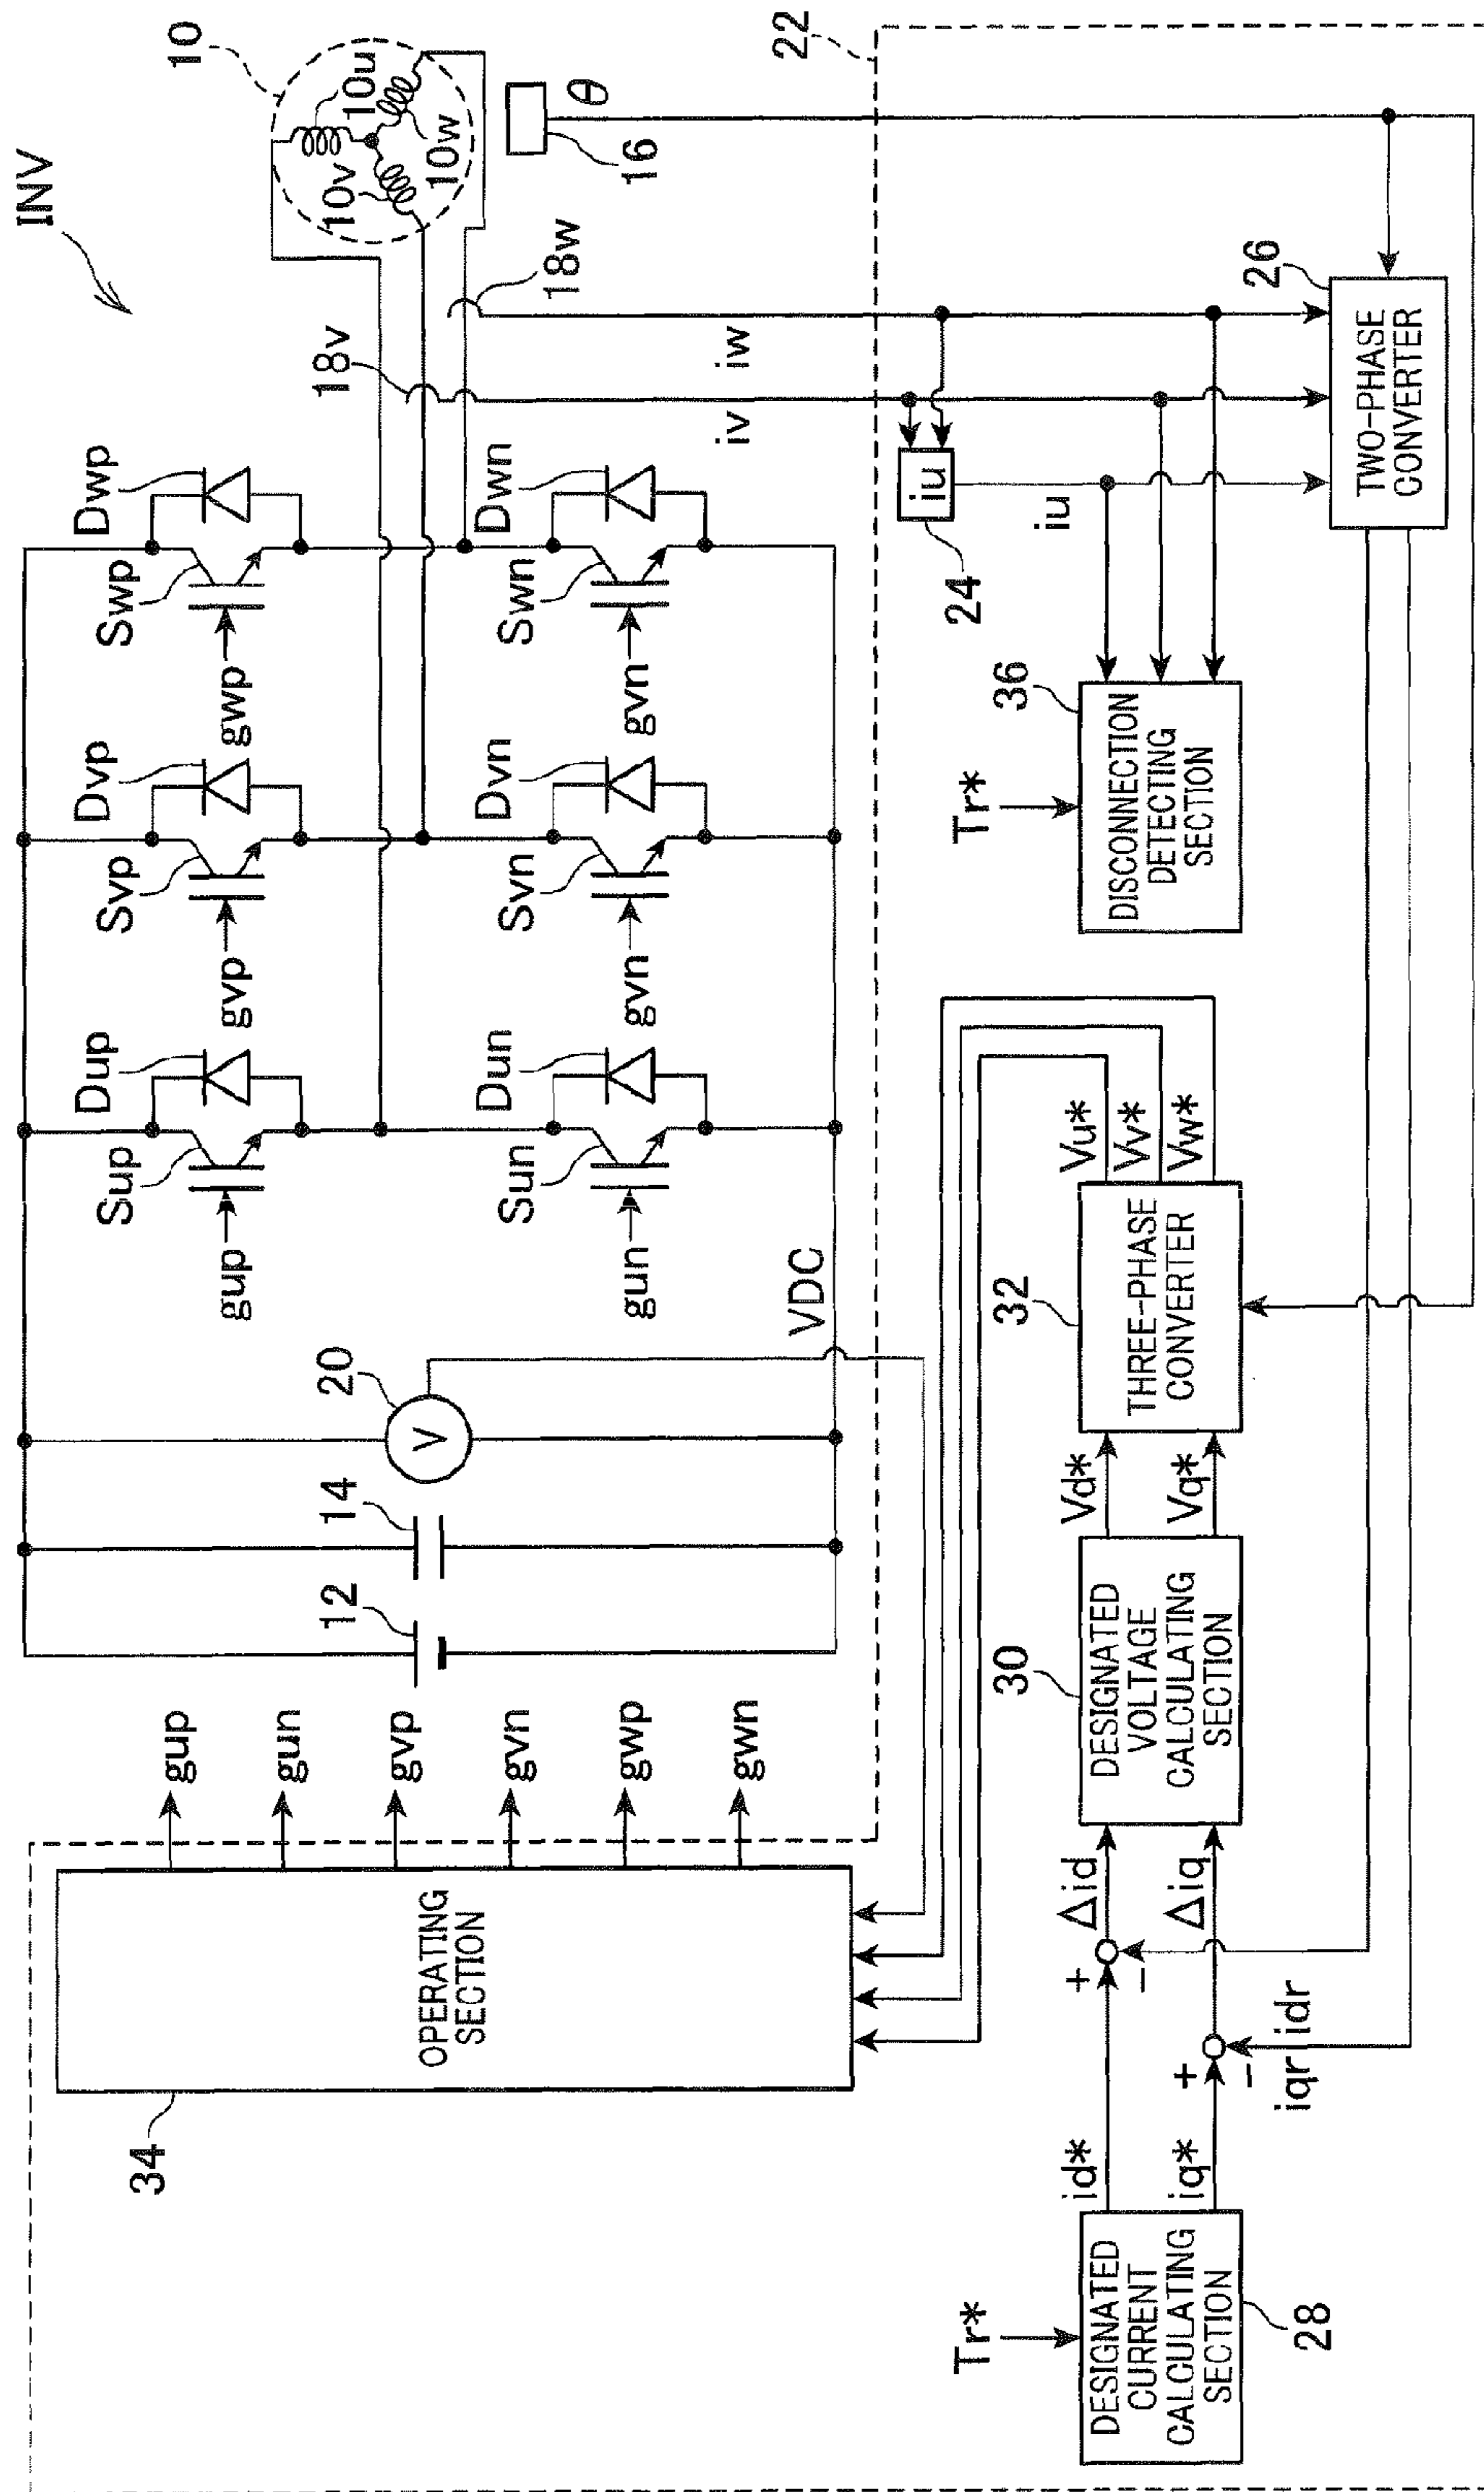 INV
10
10u
10v
10w
θ
16
18v
18w
iv
iw
22
Sup
Dup
gup
Svp
Dvp
gvp
Swp
Dwp
gwp
Sun
Dun
gun
Svn
Dvn
gvn
Swn
Dwn
gvn
12
14
20
V
VDC
34
OPERATING
SECTION
gup
gun
gvp
gvn
gwp
gwn
iu
24
iu
26
TWO-PHASE
CONVERTER
36
Tr*
DISCONNECTION
DETECTING
SECTION
Tr*
DESIGNATED
CURRENT
CALCULATING
SECTION
28
id*
iq*
+
−
+
−
iqr
idr
Δid
Δiq
30
DESIGNATED
VOLTAGE
CALCULATING
SECTION
Vd*
Vq*
32
THREE-PHASE
CONVERTER
Vu*
Vv*
Vw*